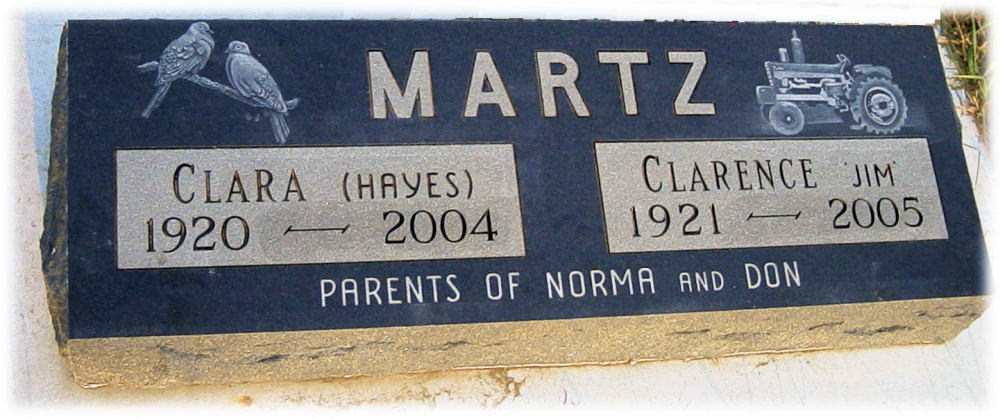 MARTZ
CLARA (HAYES)
1920 — 2004
CLARENCE "JIM"
1921 — 2005
PARENTS OF NORMA AND DON